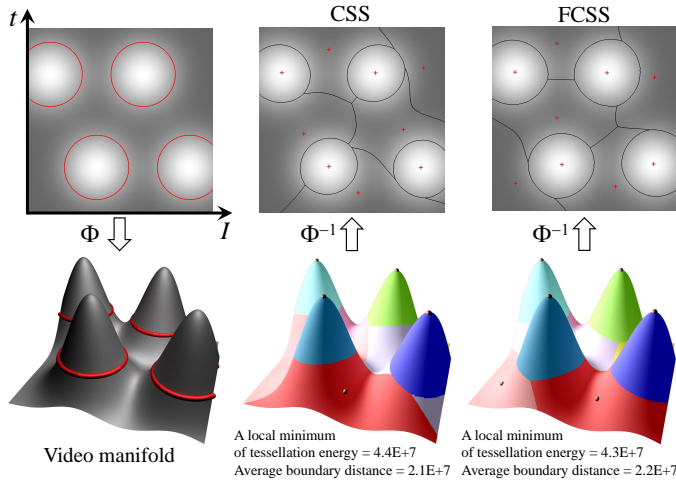 t
CSS
FCSS
I
Φ
Φ⁻¹
Φ⁻¹
Video manifold
A local minimum
of tessellation energy = 4.4E+7
Average boundary distance = 2.1E+7
A local minimum
of tessellation energy = 4.3E+7
Average boundary distance = 2.2E+7